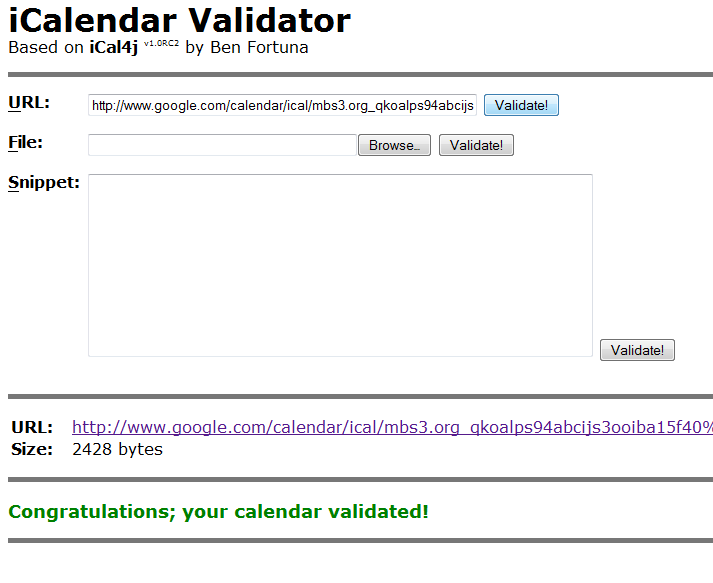 iCalendar Validator
Based on iCal4j v1.0RC2 by Ben Fortuna
URL: http://www.google.com/calendar/ical/mbs3.org_qkoalps94abcijs Validate!
File: Browse... Validate!
Snippet:
Validate!
URL: http://www.google.com/calendar/ical/mbs3.org_qkoalps94abcijs3ooiba15f40%
Size: 2428 bytes
Congratulations; your calendar validated!